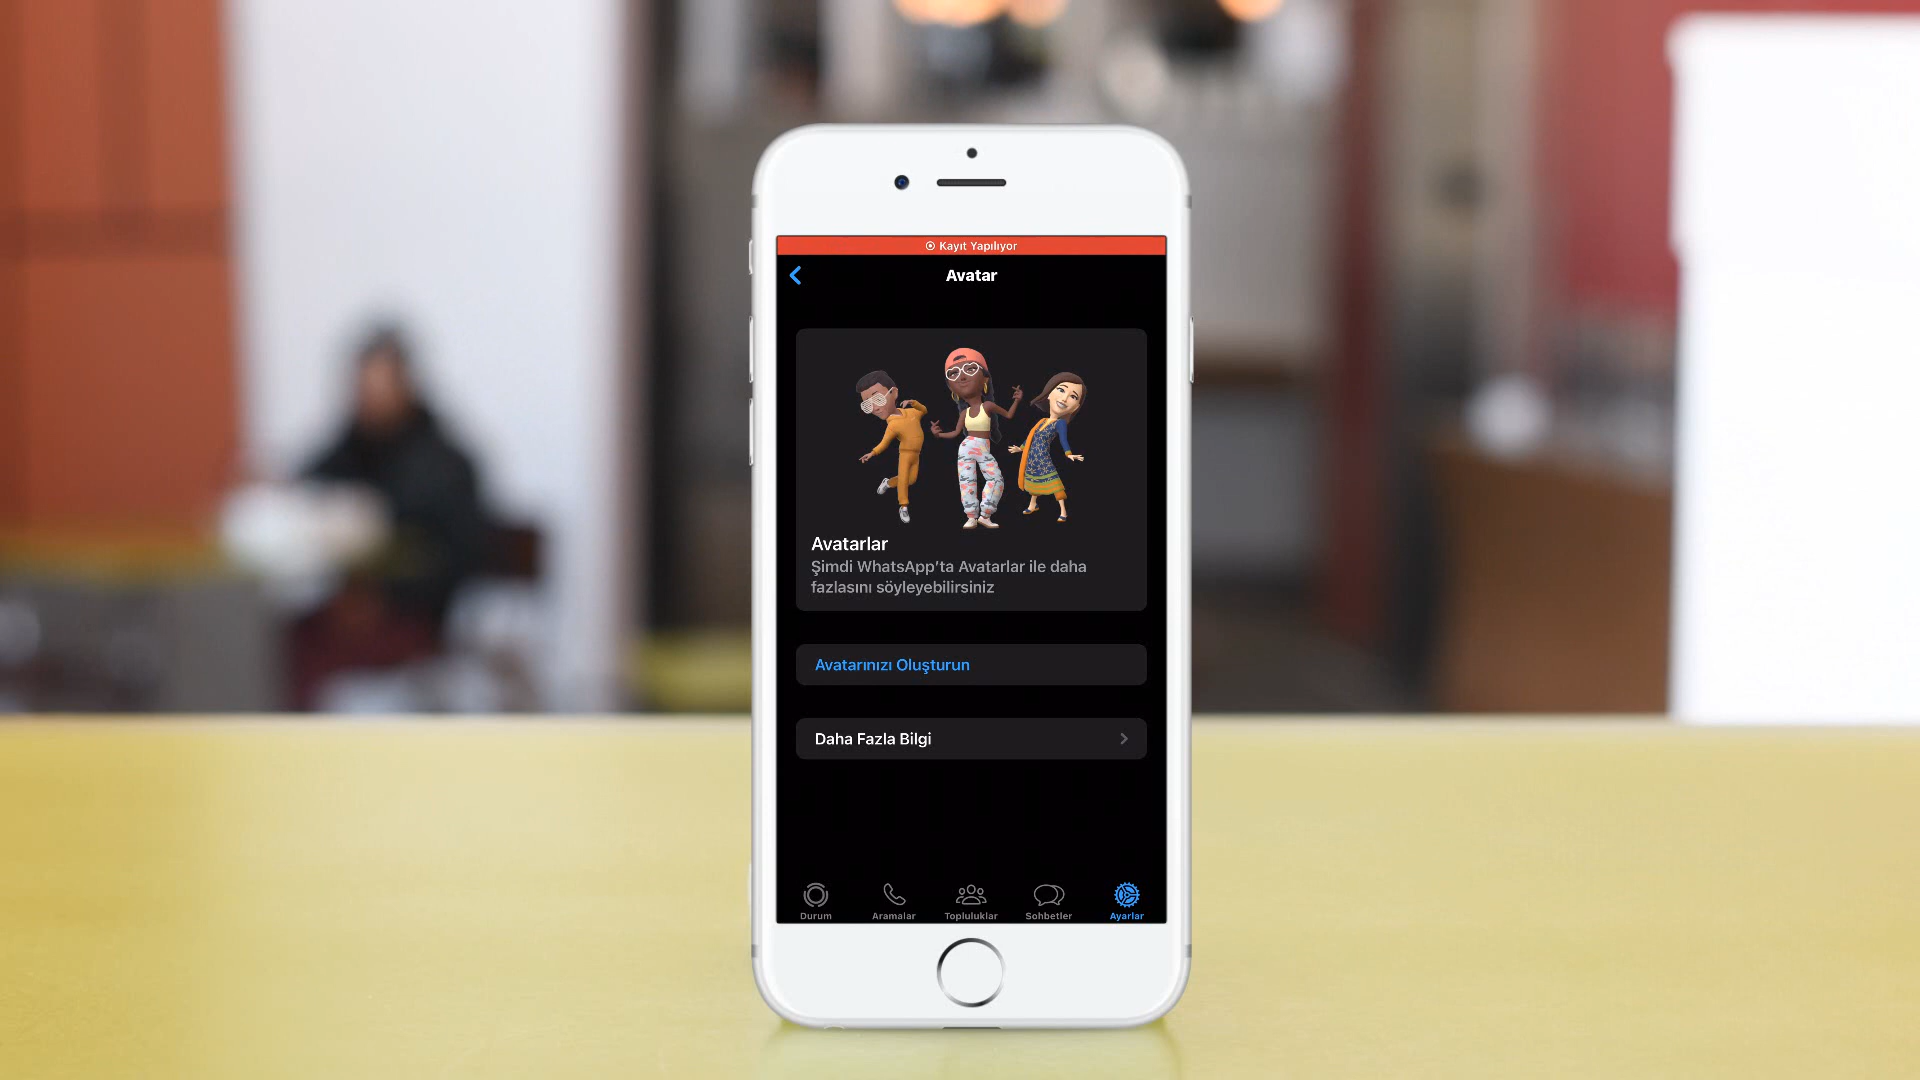 Kayıt Yapılıyor
Avatar
Avatarlar
Şimdi WhatsApp'ta Avatarlar ile daha
fazlasını söyleyebilirsiniz
Avatarınızı Oluşturun
Daha Fazla Bilgi
Durum
Aramalar
Topluluklar
Sohbetler
Ayarlar